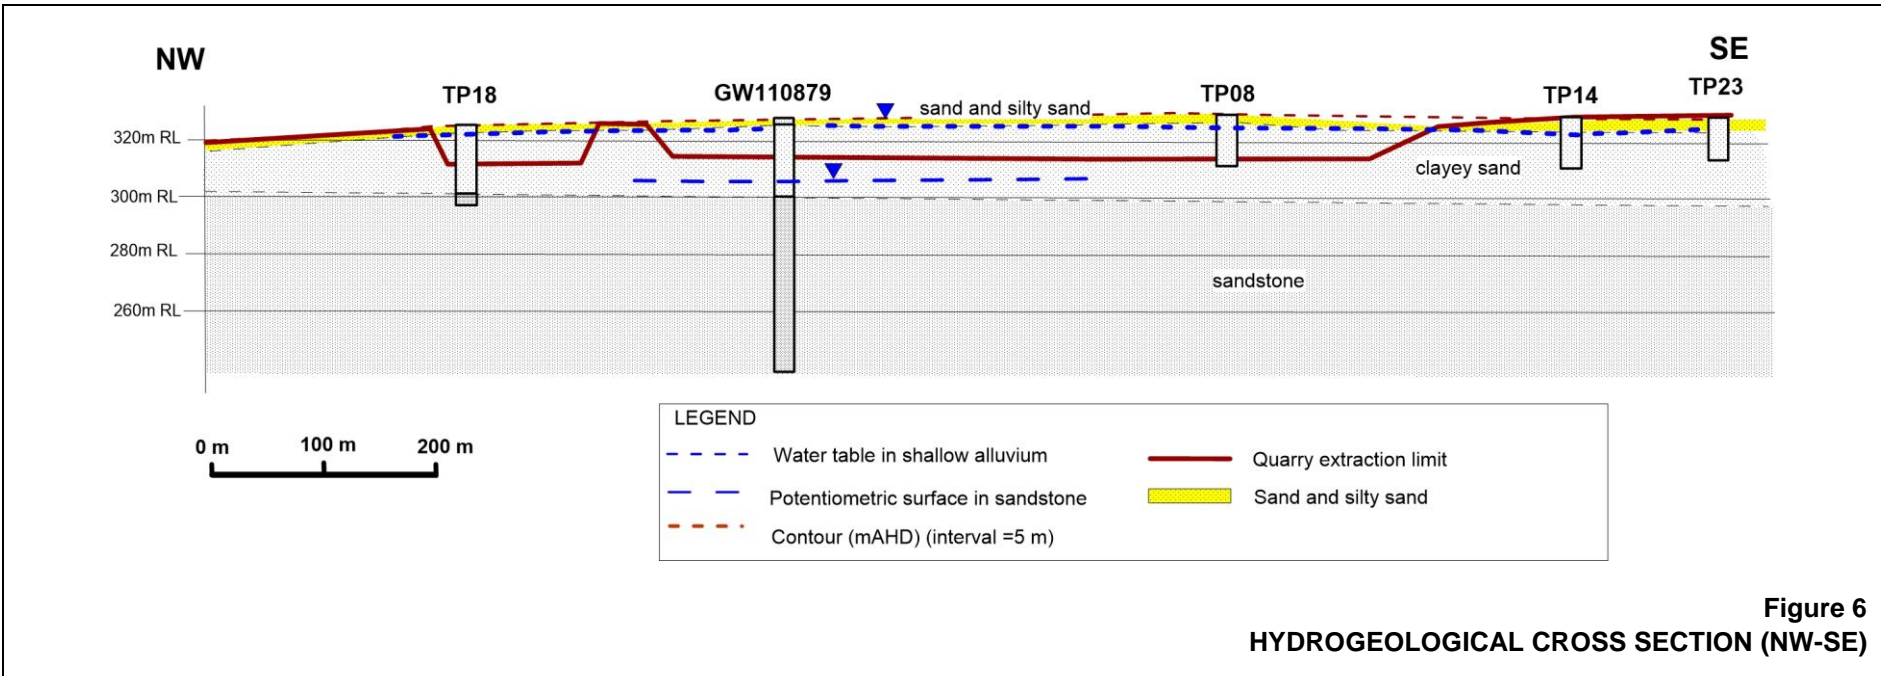 NW
SE
TP18
GW110879
sand and silty sand
TP08
TP14
TP23
320m RL
clayey sand
300m RL
280m RL
sandstone
260m RL
0 m
100 m
200 m
LEGEND
Water table in shallow alluvium
Quarry extraction limit
Potentiometric surface in sandstone
Sand and silty sand
Contour (mAHD) (interval =5 m)
Figure 6
HYDROGEOLOGICAL CROSS SECTION (NW-SE)